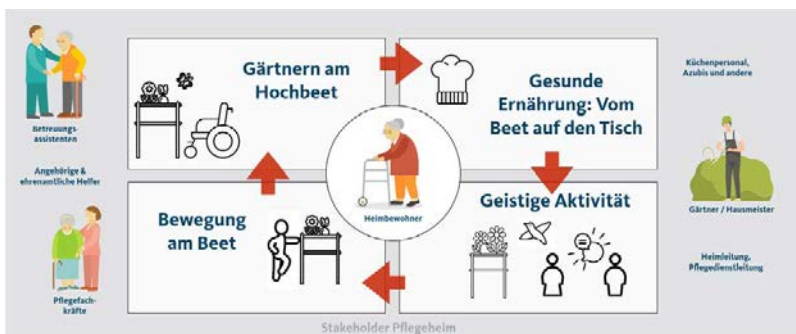 Betreuungs-
assistenten
Angehörige &
ehrenamtliche Helfer
Pflegefach-
kräfte
Gärtnern am
Hochbeet
Gesunde
Ernährung: Vom
Beet auf den Tisch
Heimbewohner
Bewegung
am Beet
Geistige Aktivität
Küchenpersonal,
Azubis und andere
Gärtner / Hausmeister
Heimleitung,
Pflegedienstleitung
Stakeholder Pflegeheim